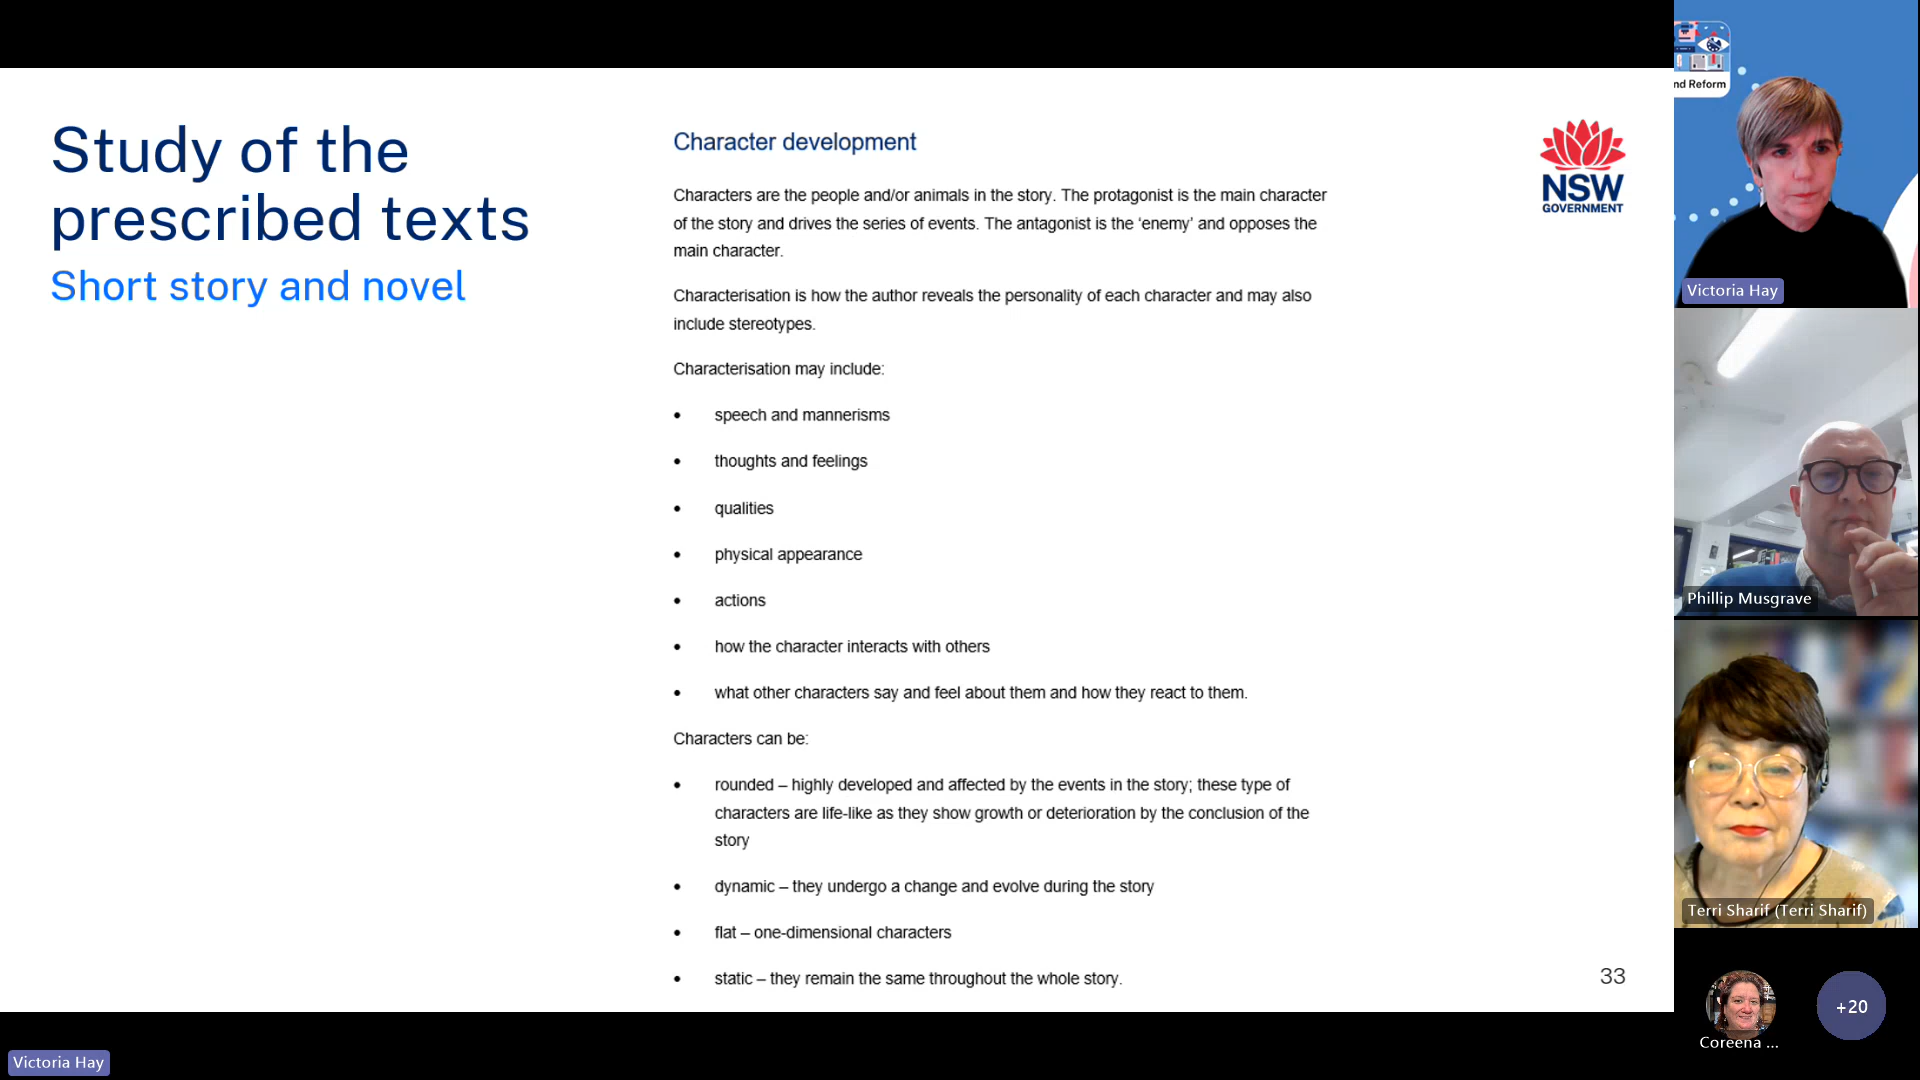 Study of the
prescribed texts
Short story and novel
Character development
Characters are the people and/or animals in the story. The protagonist is the main character
of the story and drives the series of events. The antagonist is the ‘enemy’ and opposes the
main character.
Characterisation is how the author reveals the personality of each character and may also
include stereotypes.
Characterisation may include:
• speech and mannerisms
• thoughts and feelings
• qualities
• physical appearance
• actions
• how the character interacts with others
• what other characters say and feel about them and how they react to them.
Characters can be:
• rounded – highly developed and affected by the events in the story; these type of
characters are life-like as they show growth or deterioration by the conclusion of the
story
• dynamic – they undergo a change and evolve during the story
• flat – one-dimensional characters
• static – they remain the same throughout the whole story.
NSW
GOVERNMENT
33
nd Reform
Victoria Hay
Phillip Musgrave
Terri Sharif (Terri Sharif)
Coreena ...
+20
Victoria Hay